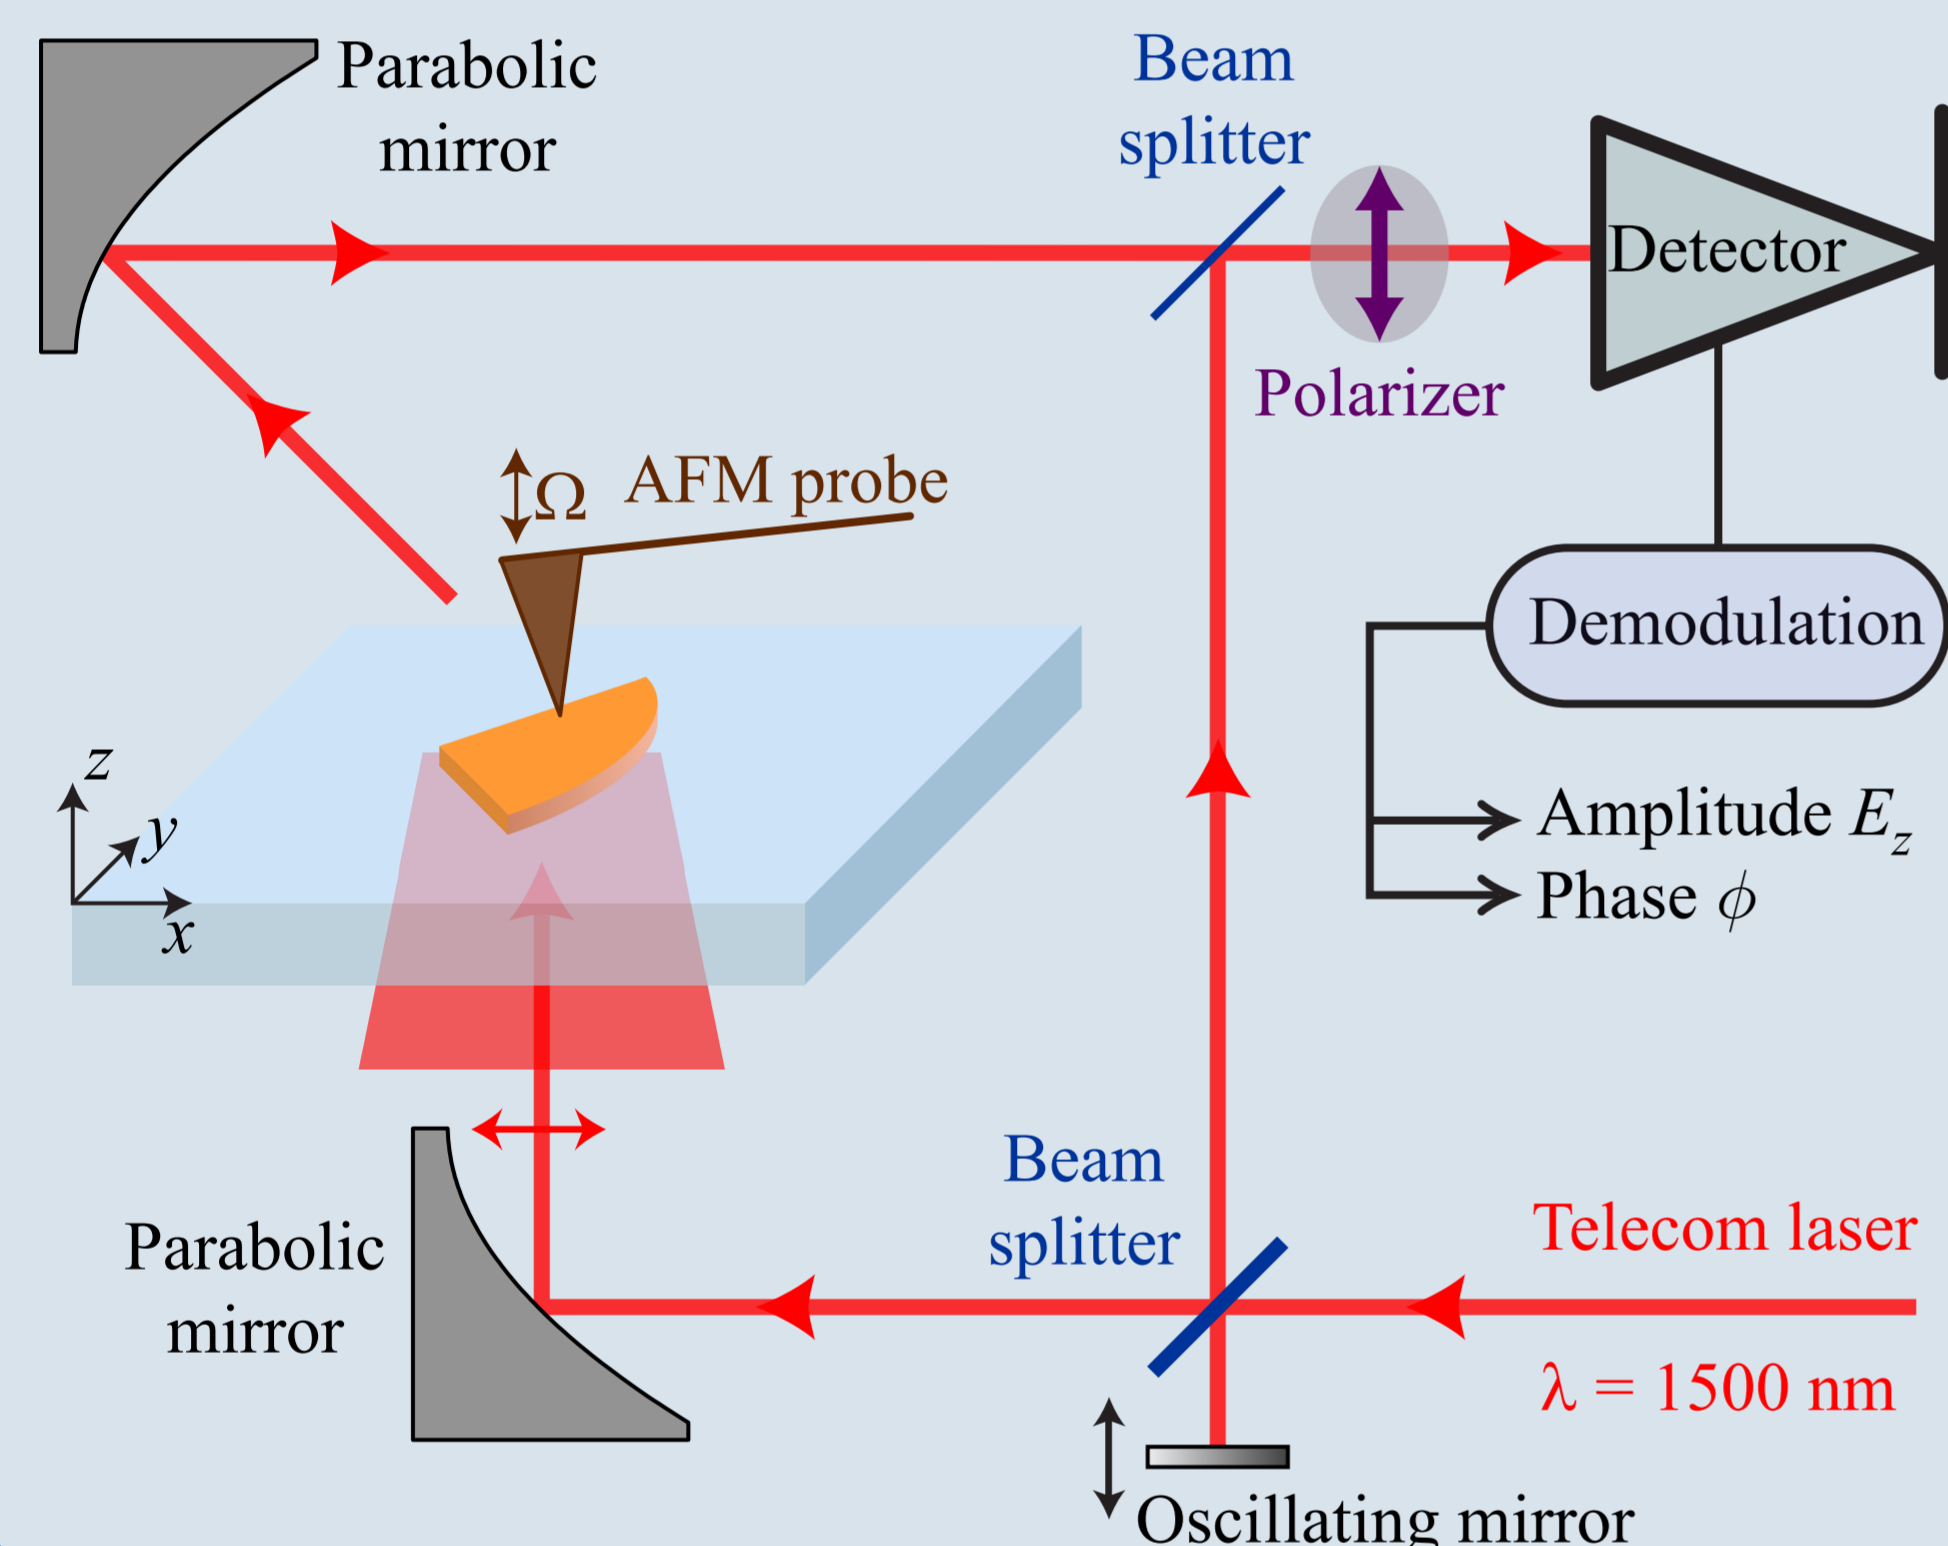 Parabolic
mirror
Beam
splitter
Detector
Polarizer
Ω
AFM probe
Demodulation
z
y
x
Amplitude E_z
Phase ϕ
Beam
splitter
Telecom laser
λ = 1500 nm
Parabolic
mirror
Oscillating mirror